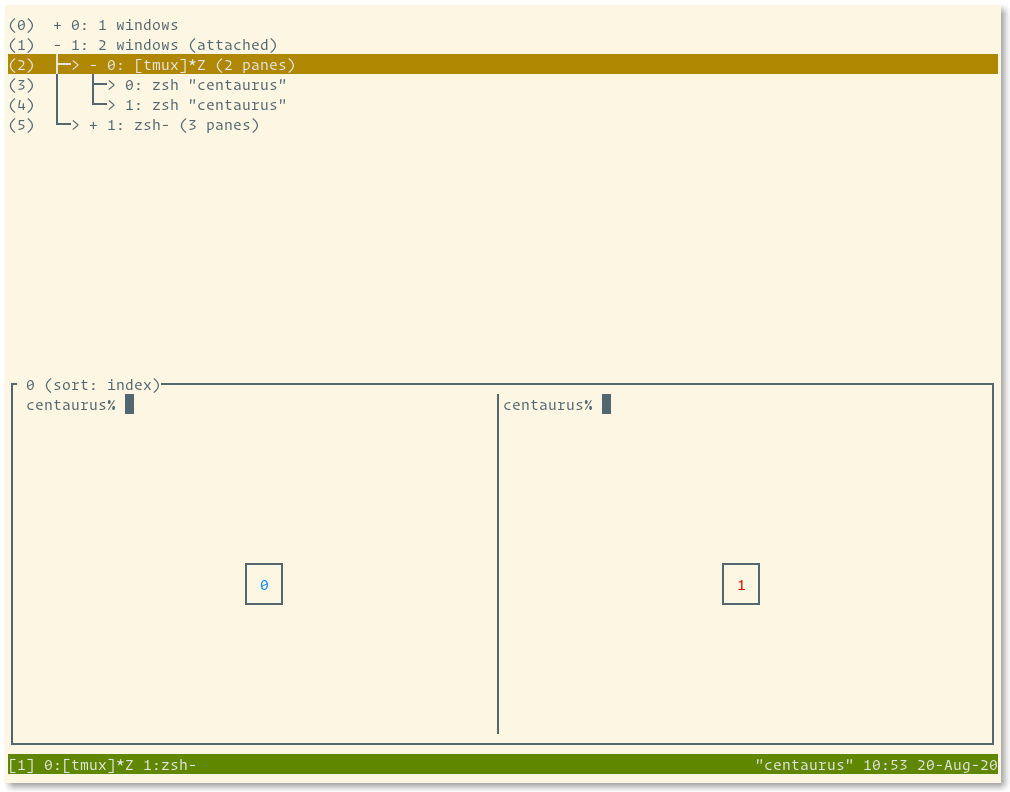 (0)  + 0: 1 windows
(1)  - 1: 2 windows (attached)
(2)  ├─> - 0: [tmux]*Z (2 panes)
(3)  │   ├─> 0: zsh "centaurus"
(4)  │   └─> 1: zsh "centaurus"
(5)  └─> + 1: zsh- (3 panes)
0 (sort: index)
centaurus% centaurus%
0 1
[1] 0:[tmux]*Z 1:zsh- "centaurus" 10:53 20-Aug-20